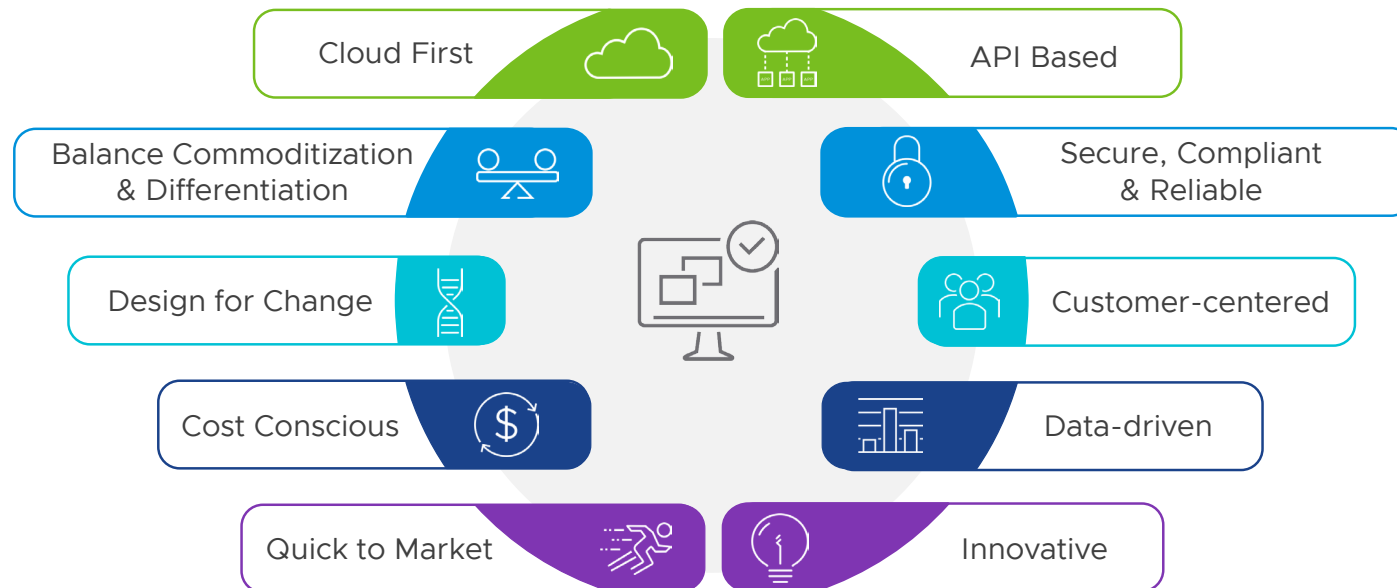 Cloud First
API Based
Balance Commoditization
& Differentiation
Secure, Compliant
& Reliable
Design for Change
Customer-centered
Cost Conscious
$
Data-driven
Quick to Market
Innovative